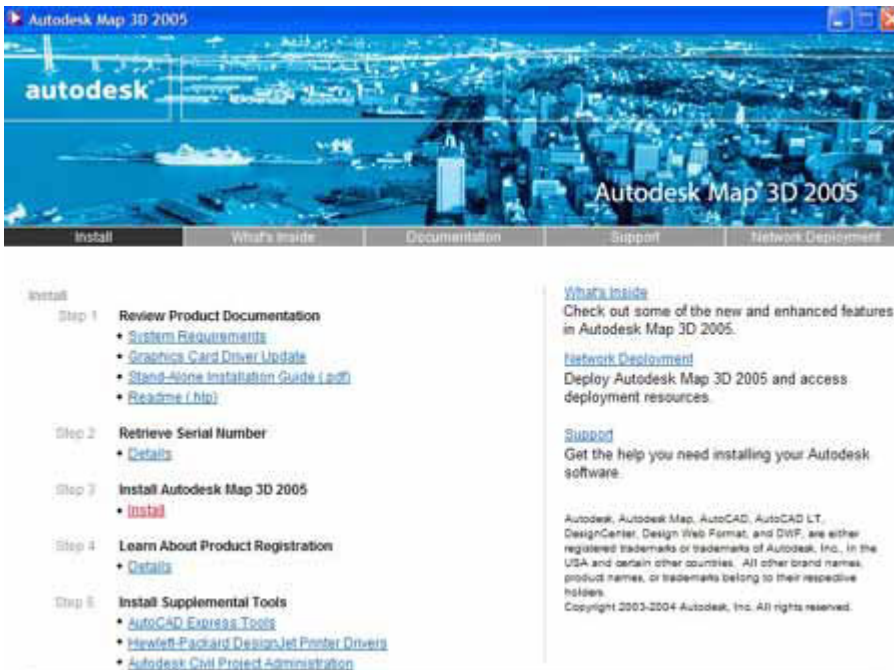 Autodesk Map 3D 2005
autodesk
Autodesk Map 3D 2005
Install
What's Inside
Documentation
Support
Network Deployment
Install
Step 1
Review Product Documentation
• System Requirements
• Graphics Card Driver Update
• Stand-Alone Installation Guide (.pdf)
• Readme (.htp)
Step 2
Retrieve Serial Number
• Details
Step 3
Install Autodesk Map 3D 2005
• Install
Step 4
Learn About Product Registration
• Details
Step 5
Install Supplemental Tools
• AutoCAD Express Tools
• Hewlett-Packard DesignJet Printer Drivers
• Autodesk Civil Project Administration
What's Inside
Check out some of the new and enhanced features
in Autodesk Map 3D 2005.
Network Deployment
Deploy Autodesk Map 3D 2005 and access
deployment resources.
Support
Get the help you need installing your Autodesk
software.
Autodesk, Autodesk Map, AutoCAD, AutoCAD LT,
DesignCenter, Design Web Format, and DWF, are either
registered trademarks or trademarks of Autodesk, Inc., in the
USA and certain other countries. All other brand names,
product names, or trademarks belong to their respective
holders.
Copyright 2003-2004 Autodesk, Inc. All rights reserved.